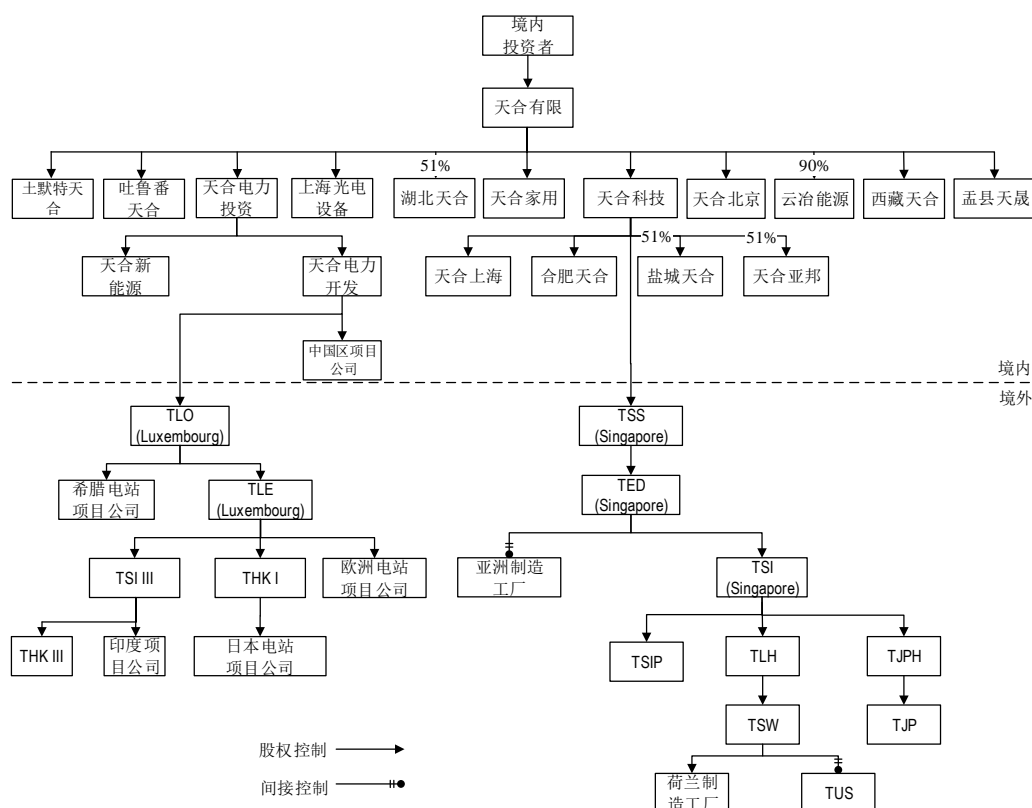 境内
投资者
天合有限
51%
90%
土默特天
合
吐鲁番
天合
天合电力
投资
上海光电
设备
湖北天合
天合家用
天合科技
天合北京
云冶能源
西藏天合
盂县天晟
51%
51%
天合新
能源
天合电力
开发
天合上海
合肥天合
盐城天合
天合亚邦
中国区项目
公司
境内
境外
TLO
(Luxembourg)
TSS
(Singapore)
希腊电站
项目公司
TLE
(Luxembourg)
TED
(Singapore)
TSI III
THK I
欧洲电站
项目公司
亚洲制造
工厂
TSI
(Singapore)
THK III
印度项
目公司
日本电站
项目公司
TSIP
TLH
TJPH
TSW
TJP
股权控制
间接控制
荷兰制
造工厂
TUS